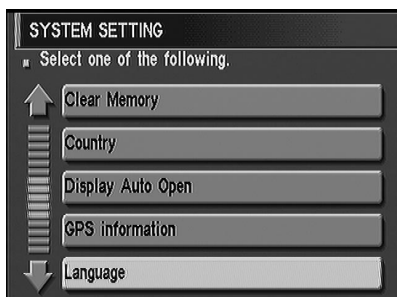 SYSTEM SETTING
Select one of the following.
Clear Memory
Country
Display Auto Open
GPS information
Language